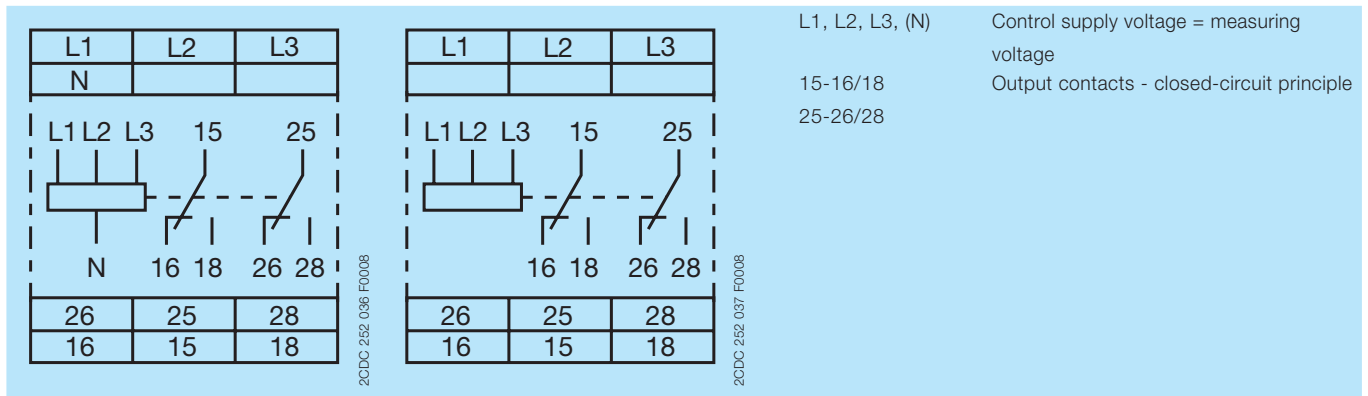 L1 L2 L3
N
L1 L2 L3 15 25
N 16 18 26 28
26 25 28
16 15 18
2CDC 252 036 F0008
L1 L2 L3
L1 L2 L3 15 25
16 18 26 28
26 25 28
16 15 18
2CDC 252 037 F0008
L1, L2, L3, (N) Control supply voltage = measuring
voltage
15-16/18 Output contacts - closed-circuit principle
25-26/28